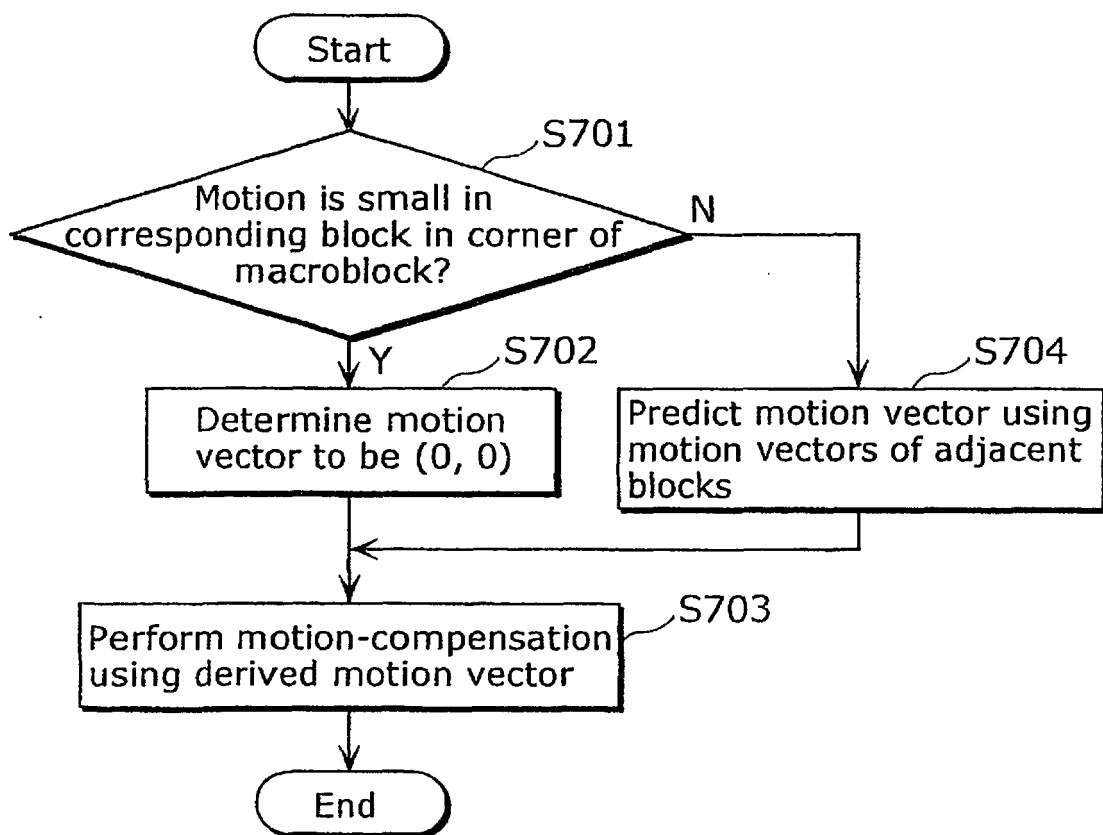 Start
S701
Motion is small in
corresponding block in corner of
macroblock?
N
Y
S702
Determine motion
vector to be (0, 0)
S704
Predict motion vector using
motion vectors of adjacent
blocks
S703
Perform motion-compensation
using derived motion vector
End